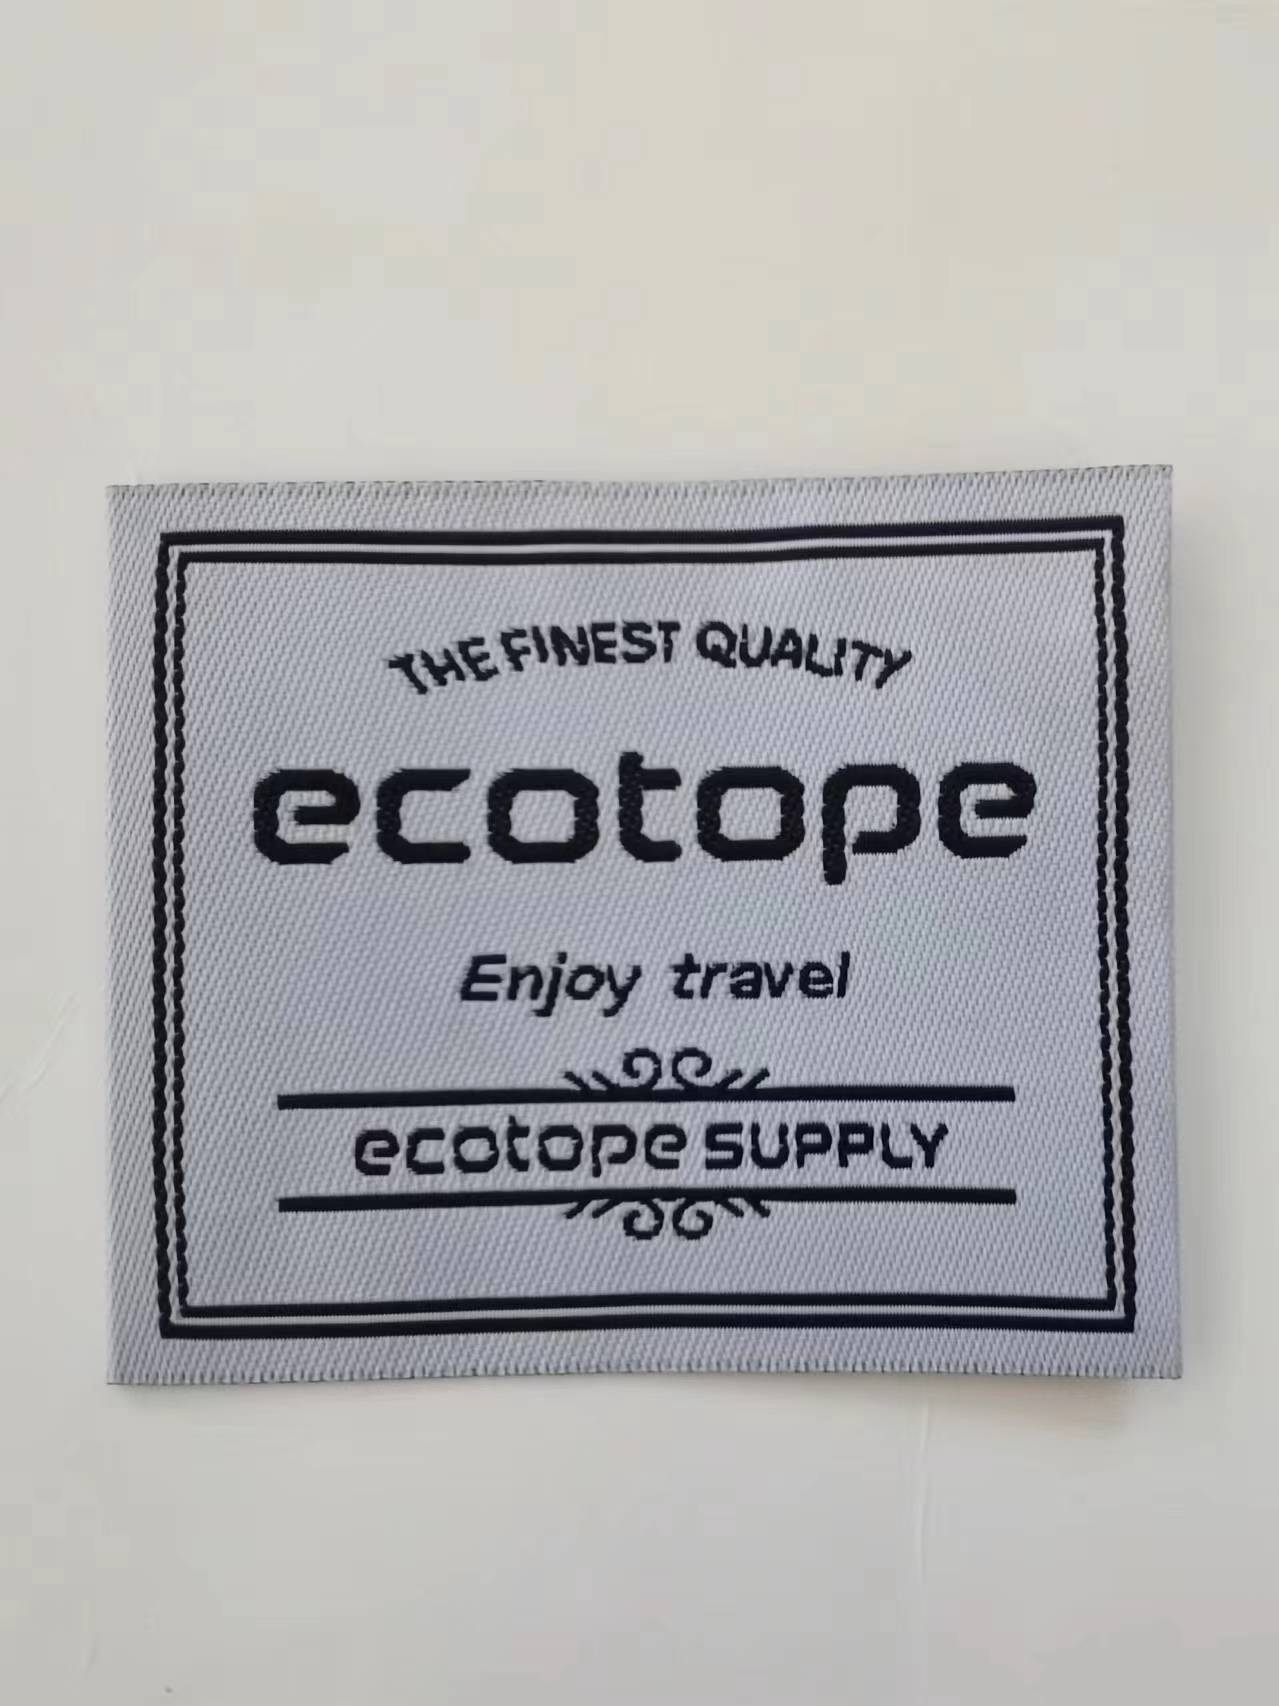 THE FINEST QUALITY
ecotope
Enjoy travel
ecotope SUPPLY